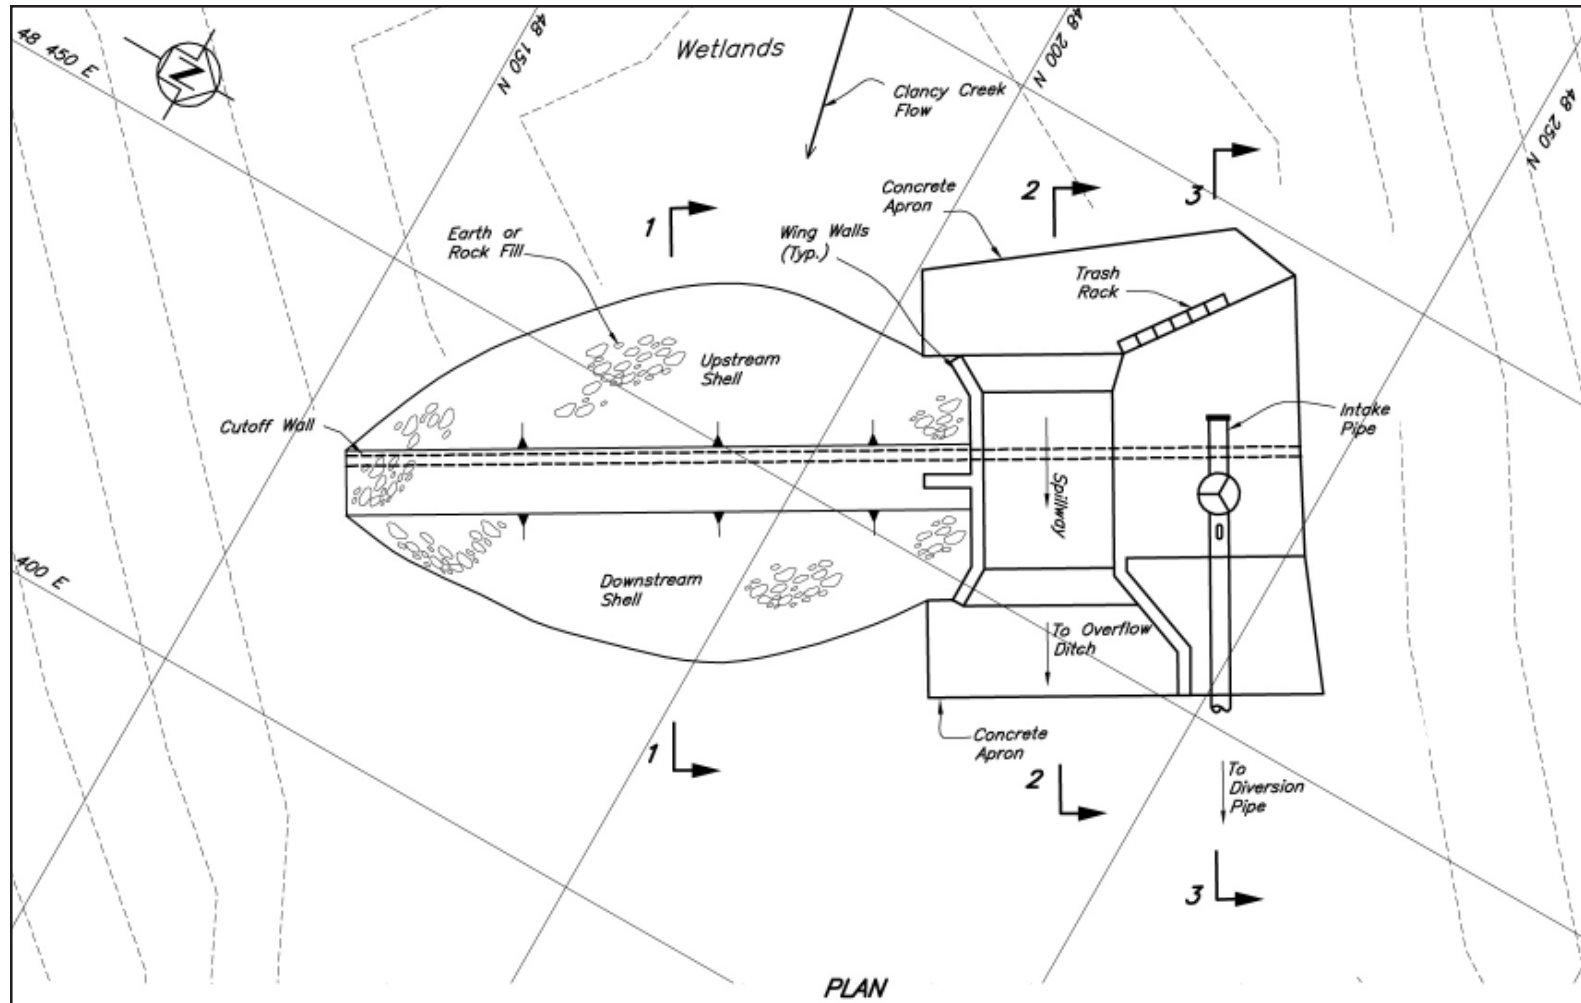 48 450 E
N
48 150 N
Wetlands
48 200 N
48 250 N
Clancy Creek
Flow
1
2
3
Concrete
Apron
Earth or
Rock Fill
Wing Walls
(Typ.)
Trash
Rack
Upstream
Shell
Cutoff Wall
Intake
Pipe
Spillway
400 E
Downstream
Shell
To Overflow
Ditch
1
Concrete
Apron
2
To
Diversion
Pipe
3
PLAN